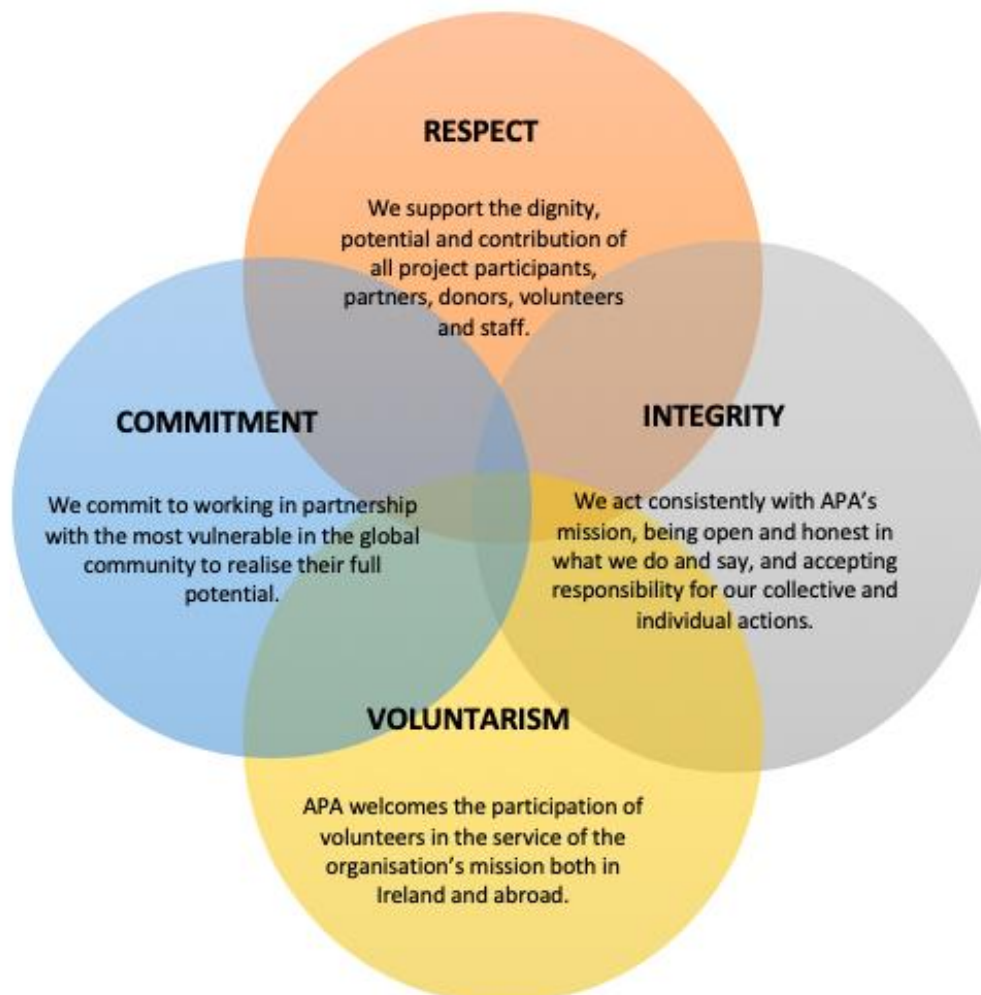 RESPECT
We support the dignity,
potential and contribution of
all project participants,
partners, donors, volunteers
and staff.
COMMITMENT
We commit to working in partnership
with the most vulnerable in the global
community to realise their full
potential.
INTEGRITY
We act consistently with APA’s
mission, being open and honest in
what we do and say, and accepting
responsibility for our collective and
individual actions.
VOLUNTARISM
APA welcomes the participation of
volunteers in the service of the
organisation’s mission both in
Ireland and abroad.